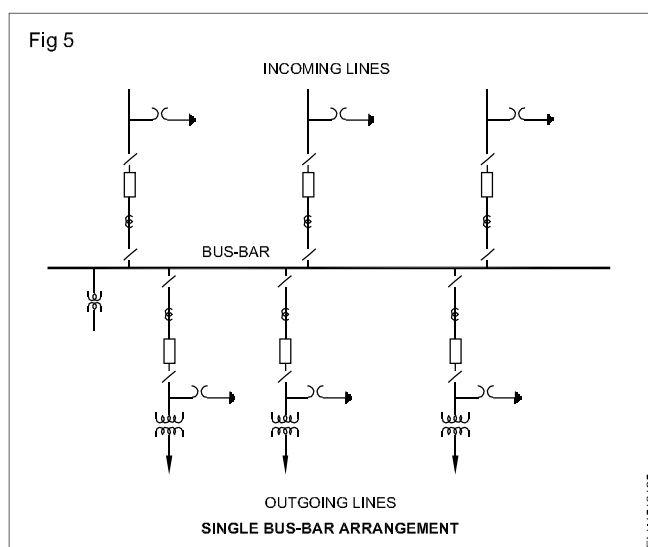 Fig 5
INCOMING LINES
BUS-BAR
OUTGOING LINES
SINGLE BUS-BAR ARRANGEMENT